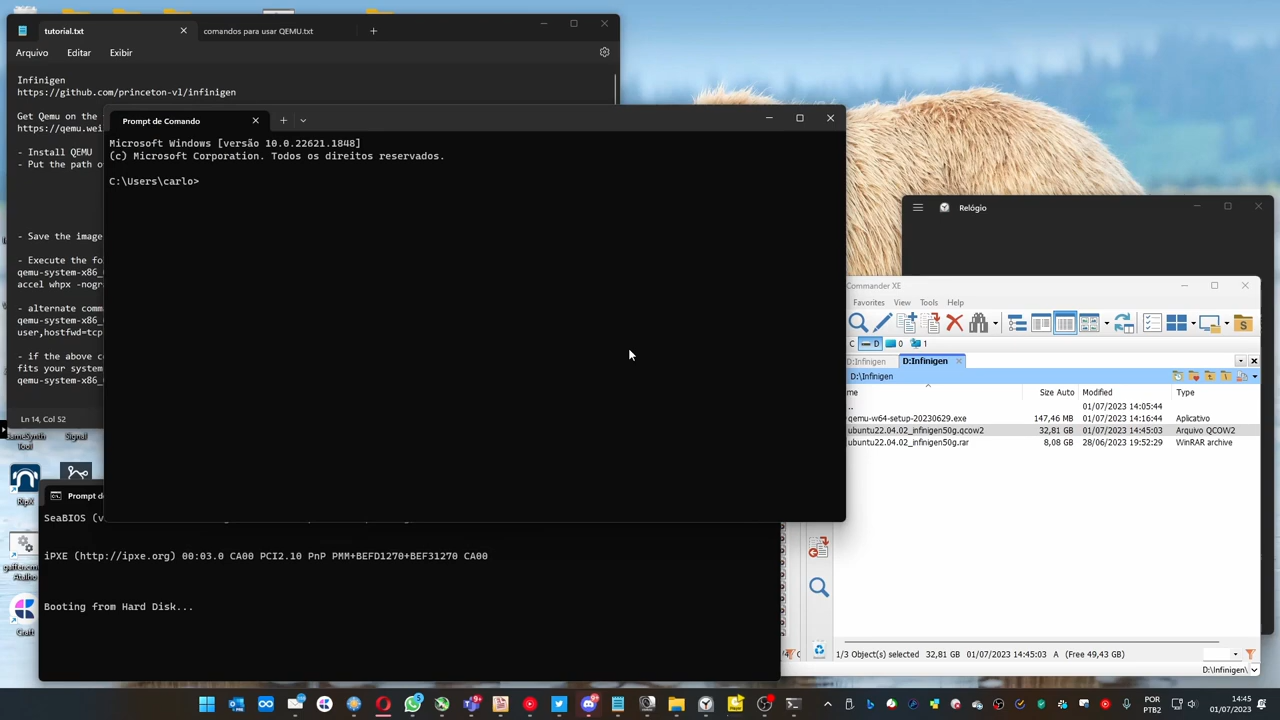 tutorial.txt
comandos para usar QEMU.txt
Arquivo Editar Exibir
Infinigen
https://github.com/princeton-vl/infinigen
Get Qemu on the
https://qemu.wei
- Install QEMU
- Put the path o
- Save the image
- Execute the fo
qemu-system-x86_
accel whpx -nogr
- alternate comm
qemu-system-x86_
user,hostfwd=tcp
- if the above c
fits your system
qemu-system-x86_
Ln 14, Col 52
Prompt de Comando
Microsoft Windows [versão 10.0.22621.1848]
(c) Microsoft Corporation. Todos os direitos reservados.
C:\Users\carlo>
Relógio
Commander XE
Favorites View Tools Help
C D 0 1
D:Infinigen D:Infinigen
D:\Infinigen
me Size Auto Modified Type
.. 01/07/2023 14:05:44
qemu-w64-setup-20230629.exe 147,46 MB 01/07/2023 14:16:44 Aplicativo
ubuntu22.04.02_infinigen50g.qcow2 32,81 GB 01/07/2023 14:45:03 Arquivo QCOW2
ubuntu22.04.02_infinigen50g.rar 8,08 GB 28/06/2023 19:52:29 WinRAR archive
1/3 Object(s) selected 32,81 GB 01/07/2023 14:45:03 A (Free 49,43 GB)
D:\Infinigen\
GameSynth
Tool
Signal
RipX
Atalho
Craft
Prompt de
SeaBIOS (v
iPXE (http://ipxe.org) 00:03.0 CA00 PCI2.10 PnP PMM+BEFD1270+BEF31270 CA00
Booting from Hard Disk...
POR
PTB2
14:45
01/07/2023